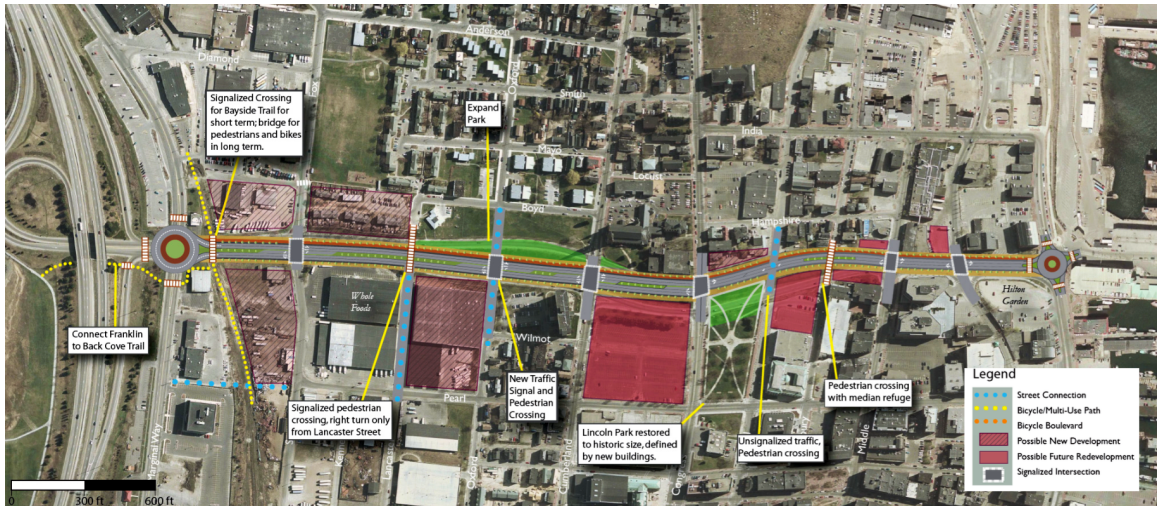 Anderson
Diamond
Fox
Oxford
Smith
Signalized Crossing
for Bayside Trail for
short term; bridge for
pedestrians and bikes
in long term.
Expand
Park
India
Mayo
Locust
Boyd
Hampshire
Whole
Foods
Hilton
Garden
Connect Franklin
to Back Cove Trail
Wilmot
New Traffic
Signal and
Pedestrian
Crossing
Pearl
Signalized pedestrian
crossing, right turn only
from Lancaster Street
Lincoln Park restored
to historic size, defined
by new buildings.
Unsignalized traffic,
Pedestrian crossing
Pedestrian crossing
with median refuge
Marginal Way
Cumberland
Middle
Legend
Street Connection
Bicycle/Multi-Use Path
Bicycle Boulevard
Possible New Development
Possible Future Redevelopment
Signalized Intersection
0 300 ft 600 ft